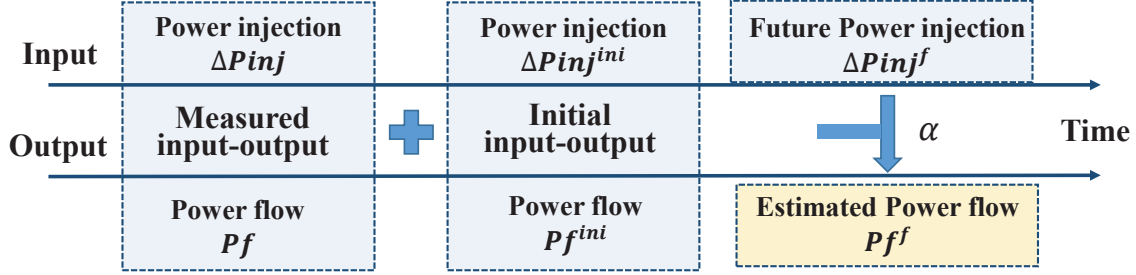 Input
Power injection
ΔPinj
Power injection
ΔPinj^ini
Future Power injection
ΔPinj^f
Measured
input-output
Initial
input-output
α
Time
Output
Power flow
Pf
Power flow
Pf^ini
Estimated Power flow
Pf^f